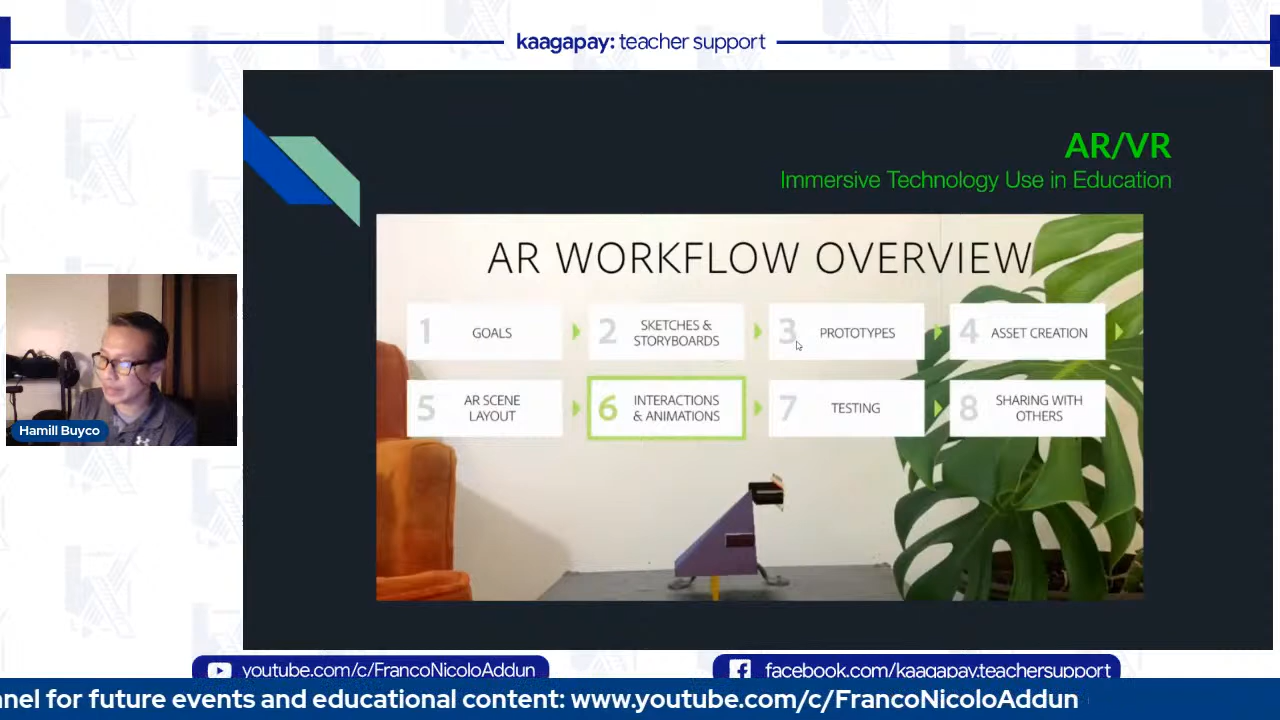 kaagapay: teacher support
AR/VR
Immersive Technology Use in Education
AR WORKFLOW OVERVIEW
1 GOALS
2 SKETCHES &
STORYBOARDS
3 PROTOTYPES
4 ASSET CREATION
5 AR SCENE
LAYOUT
6 INTERACTIONS
& ANIMATIONS
7 TESTING
8 SHARING WITH
OTHERS
Hamill Buyco
youtube.com/c/FrancoNicoloAddun
facebook.com/kaagapay.teachersupport
nel for future events and educational content: www.youtube.com/c/FrancoNicoloAddun